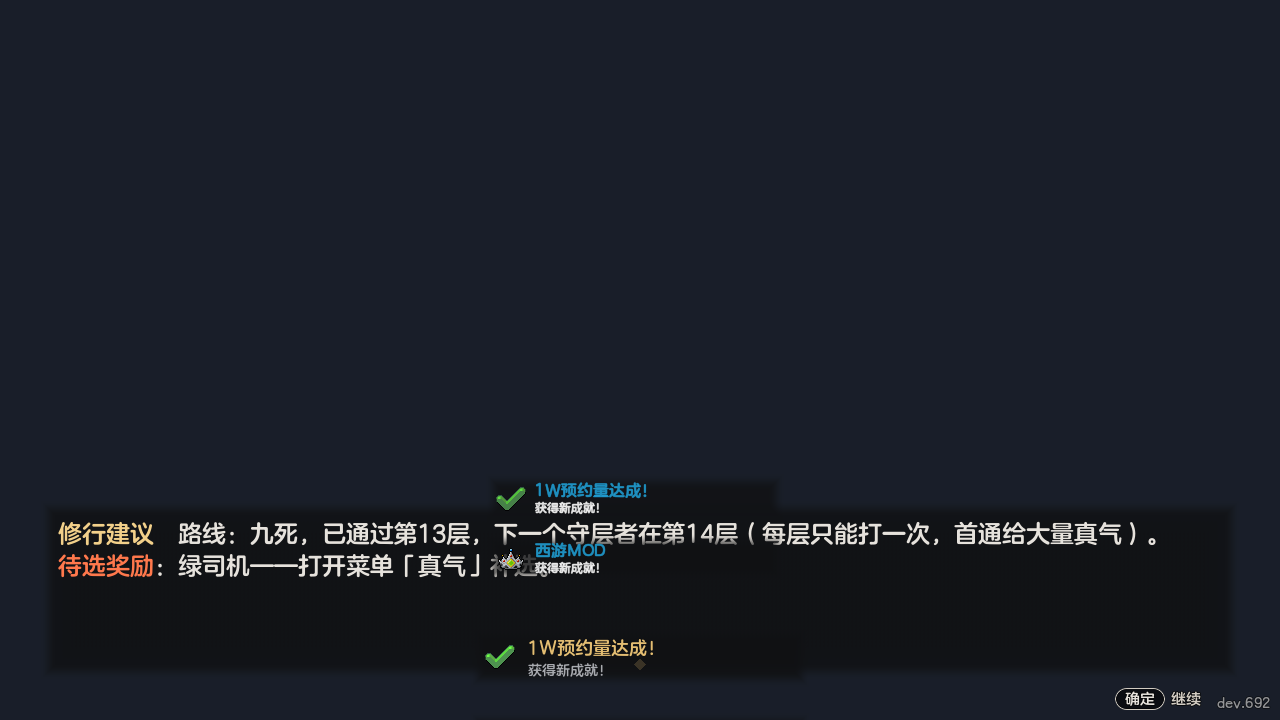 1W预约量达成!
获得新成就!
修行建议 路线：九死，已通过第13层，下一个守层者在第14层（每层只能打一次，首通给大量真气）。
西游MOD
待选奖励：绿司机——打开菜单「真气」补选。
获得新成就!
1W预约量达成!
获得新成就!
确定 继续
dev.692